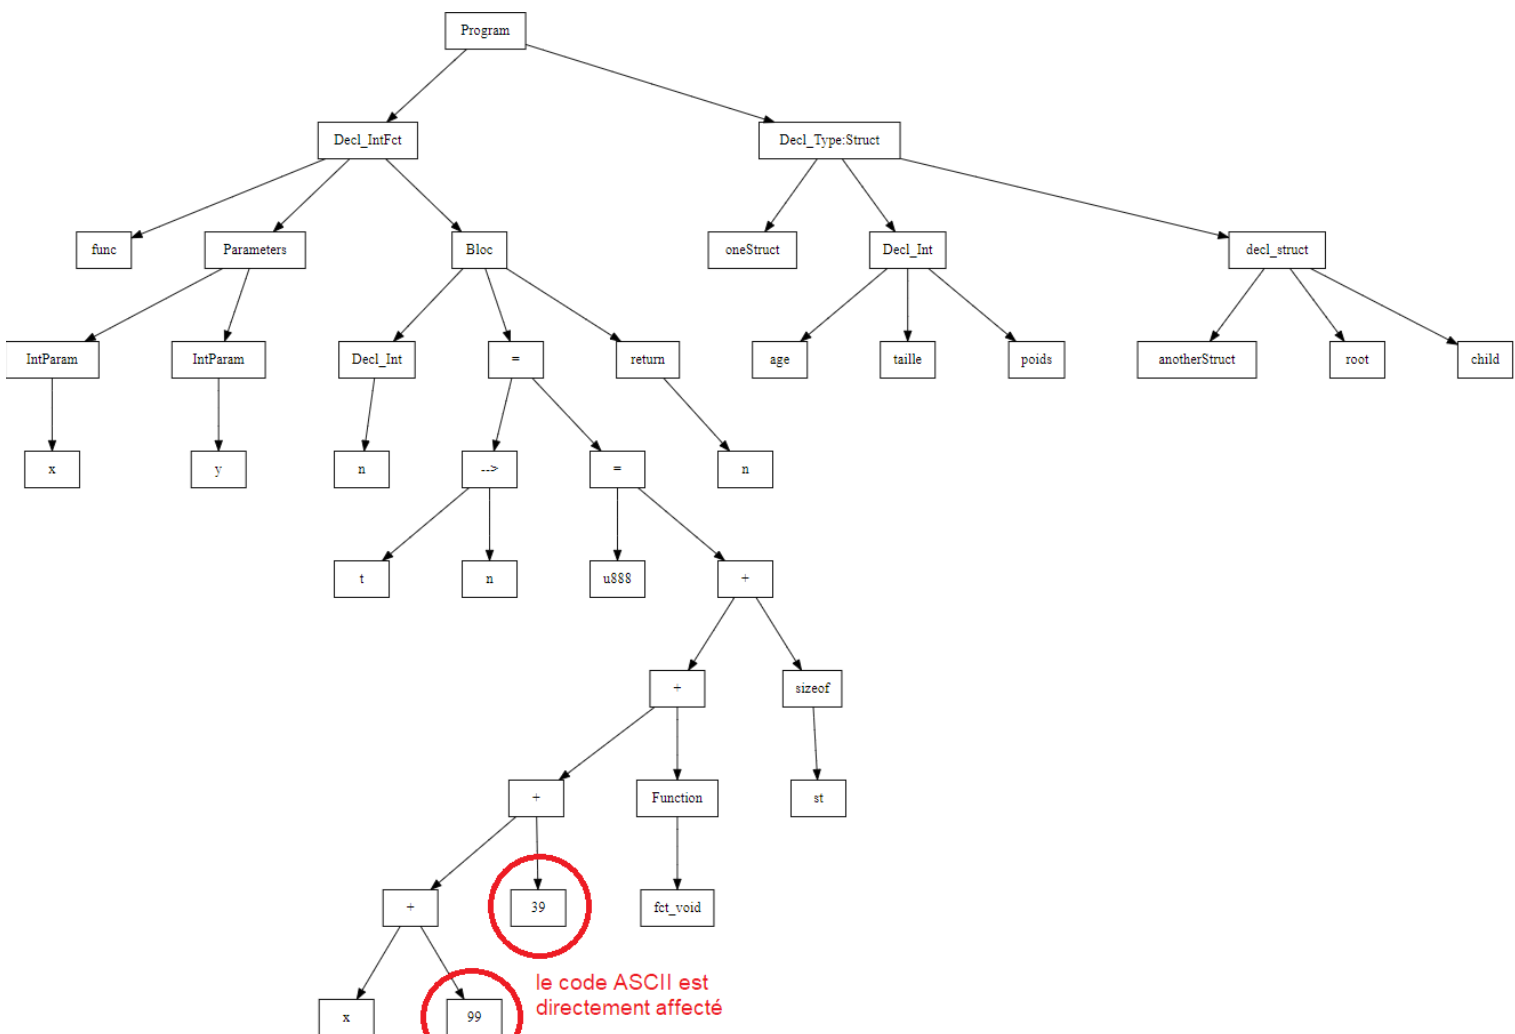 Program
Decl_IntFct
Decl_Type:Struct
func
Parameters
Bloc
oneStruct
Decl_Int
decl_struct
IntParam
IntParam
Decl_Int
=
return
age
taille
poids
anotherStruct
root
child
x
y
n
-->
=
n
t
n
u888
+
+
sizeof
+
Function
st
+
39
fct_void
le code ASCII est
directement affecté
x
99